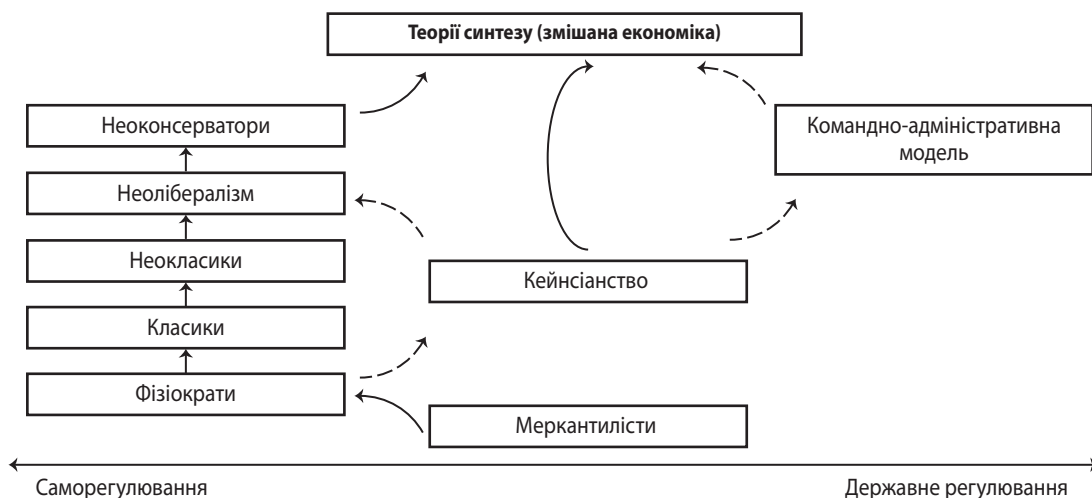 Теорії синтезу (змішана економіка)
Неоконсерватори
Командно-адміністративна
модель
Неолібералізм
Неокласики
Кейнсіанство
Класики
Фізіократи
Меркантилісти
Саморегулювання
Державне регулювання